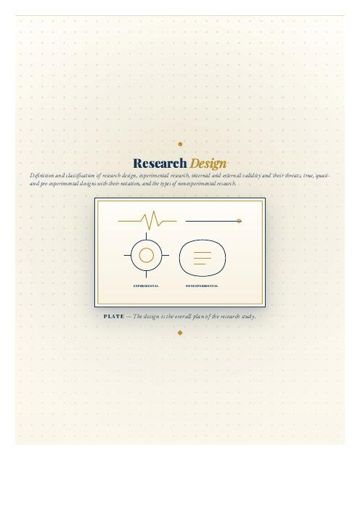 Research Design
Definition and classification of research design, experimental research, internal and external validity and their threats, true, quasi-
and pre-experimental designs with their notation, and the types of nonexperimental research.
EXPERIMENTAL NONEXPERIMENTAL
PLATE — The design is the overall plan of the research study.